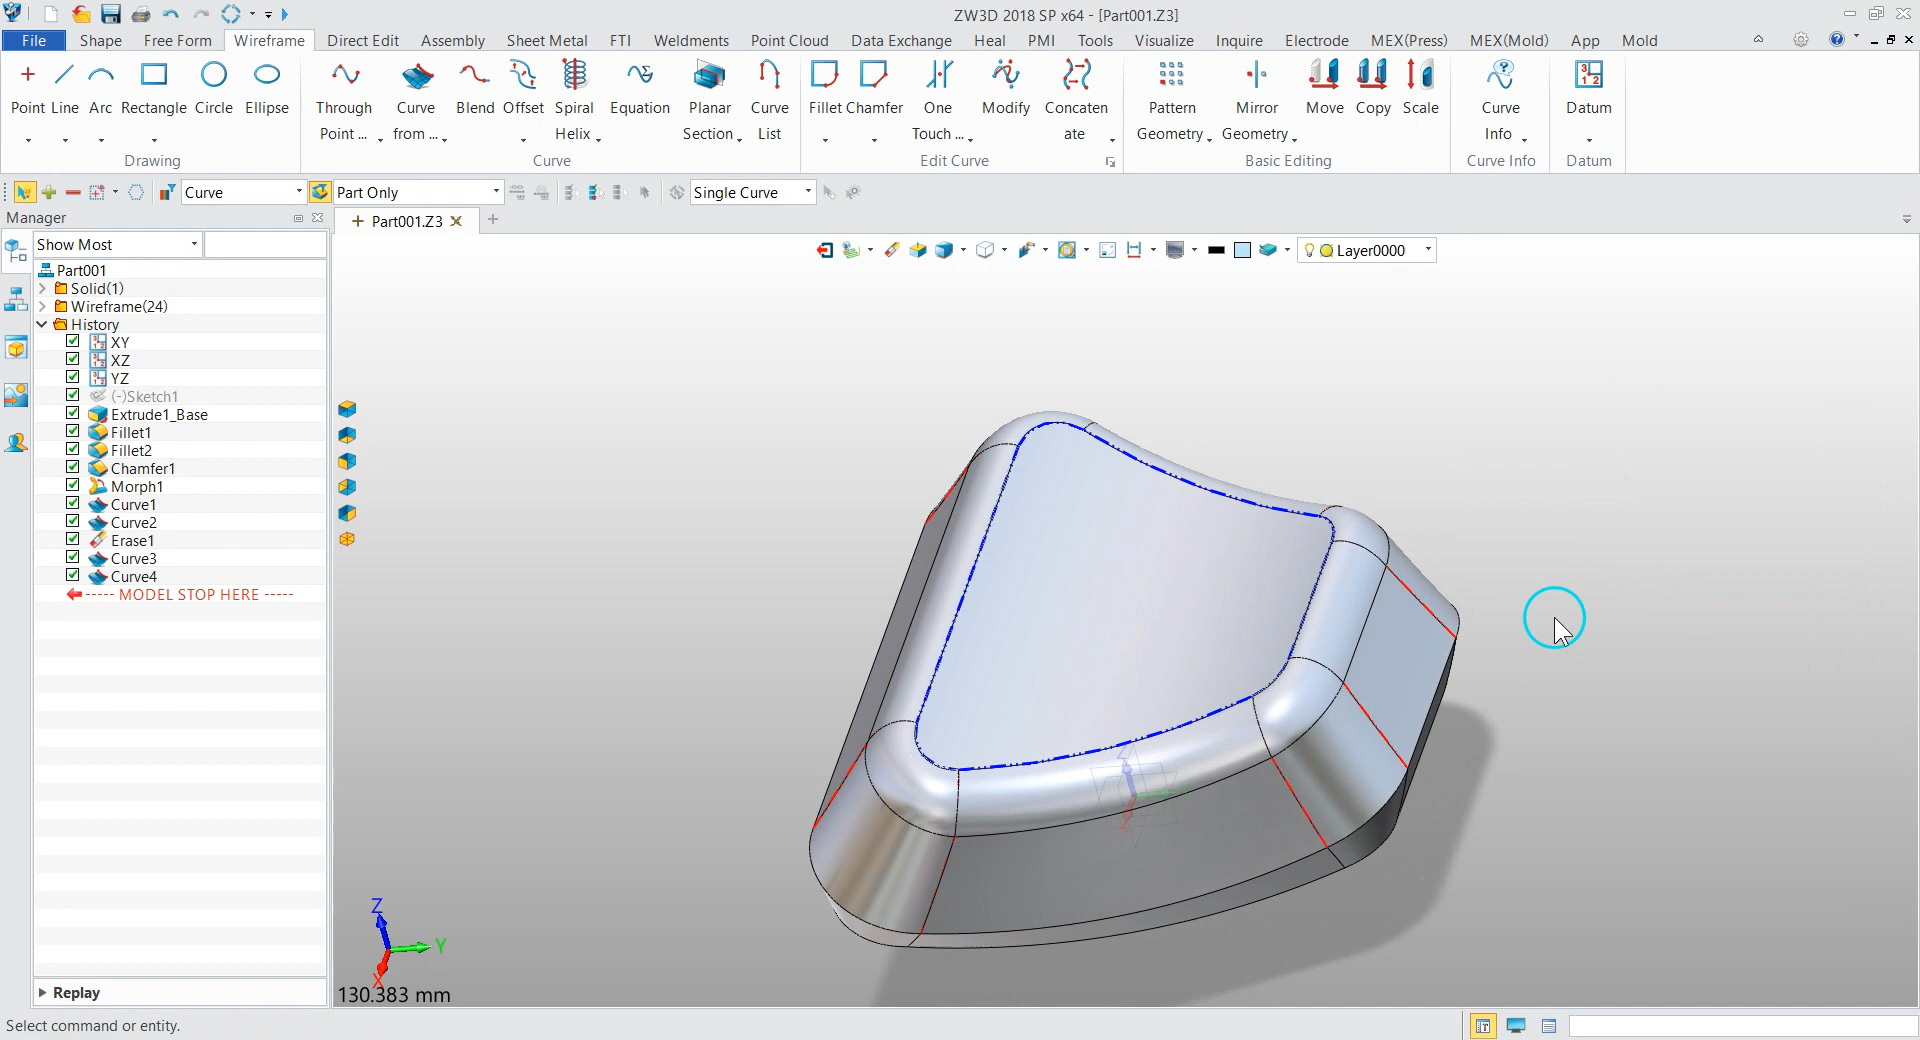 ZW3D 2018 SP x64 - [Part001.Z3]
File Shape Free Form Wireframe Direct Edit Assembly Sheet Metal FTI Weldments Point Cloud Data Exchange Heal PMI Tools Visualize Inquire Electrode MEX(Press) MEX(Mold) App Mold
Point Line Arc Rectangle Circle Ellipse Through Point ... Curve from ... Blend Offset Spiral Helix Equation Planar Section Curve List Fillet Chamfer One Touch ... Modify Concaten ate Pattern Geometry Mirror Geometry Move Copy Scale Curve Info Datum
Drawing Curve Edit Curve Basic Editing Curve Info Datum
Curve Part Only Single Curve
Manager
Part001.Z3
Show Most
Layer0000
Part001
Solid(1)
Wireframe(24)
History
XY
XZ
YZ
(-)Sketch1
Extrude1_Base
Fillet1
Fillet2
Chamfer1
Morph1
Curve1
Curve2
Erase1
Curve3
Curve4
----- MODEL STOP HERE -----
Z
Y
X
130.383 mm
Replay
Select command or entity.